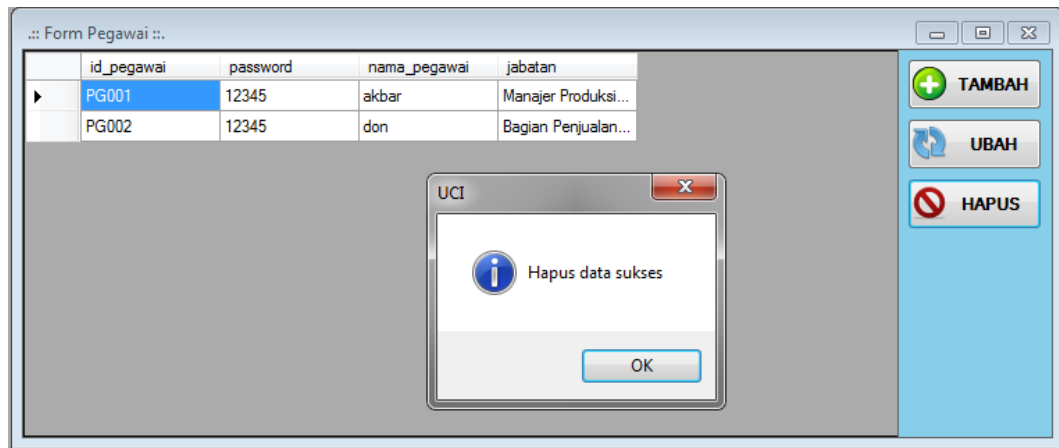 .:: Form Pegawai ::.
id_pegawai password nama_pegawai jabatan
PG001 12345 akbar Manajer Produksi...
PG002 12345 don Bagian Penjualan...
TAMBAH
UBAH
HAPUS
UCI
Hapus data sukses
OK